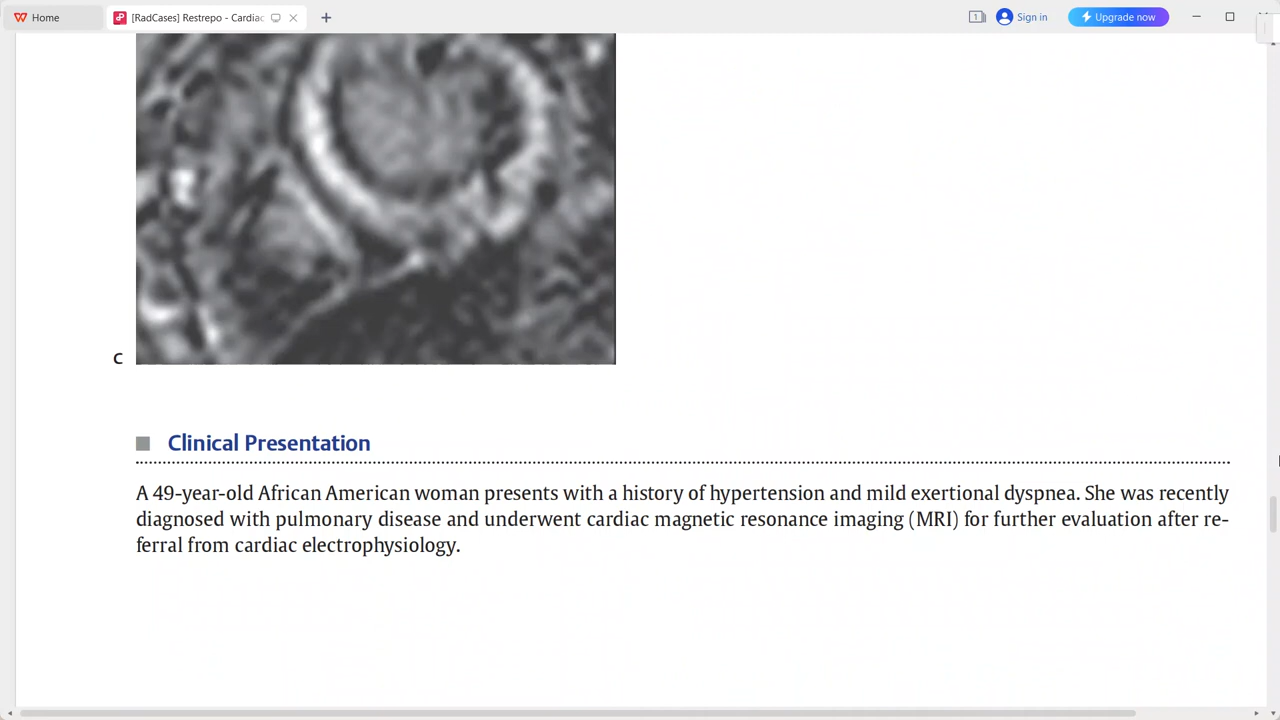 Home
[RadCases] Restrepo - Cardiac
1
Sign in
Upgrade now
C
Clinical Presentation
A 49-year-old African American woman presents with a history of hypertension and mild exertional dyspnea. She was recently
diagnosed with pulmonary disease and underwent cardiac magnetic resonance imaging (MRI) for further evaluation after re-
ferral from cardiac electrophysiology.